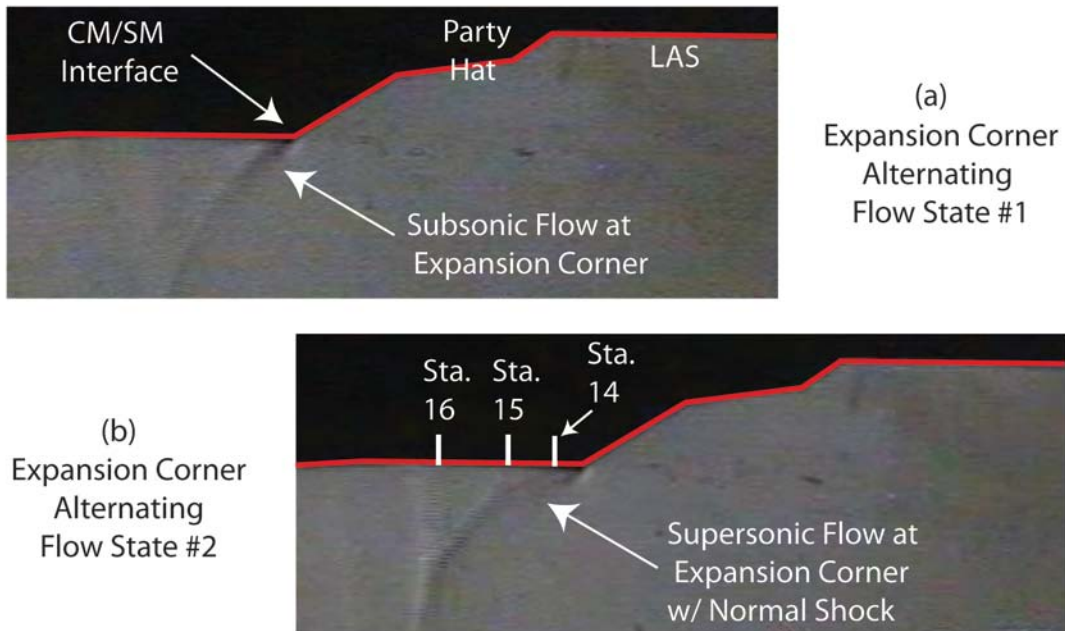 CM/SM
Interface
Party
Hat
LAS
Subsonic Flow at
Expansion Corner
(a)
Expansion Corner
Alternating
Flow State #1
(b)
Expansion Corner
Alternating
Flow State #2
Sta.
16
Sta.
15
Sta.
14
Supersonic Flow at
Expansion Corner
w/ Normal Shock